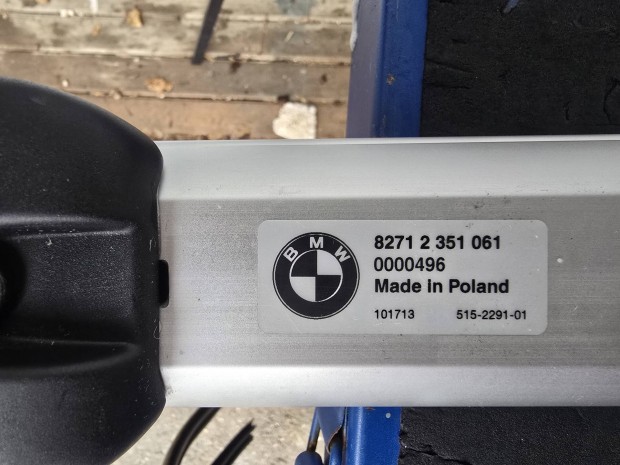 BMW
8271 2 351 061
0000496
Made in Poland
101713 515-2291-01